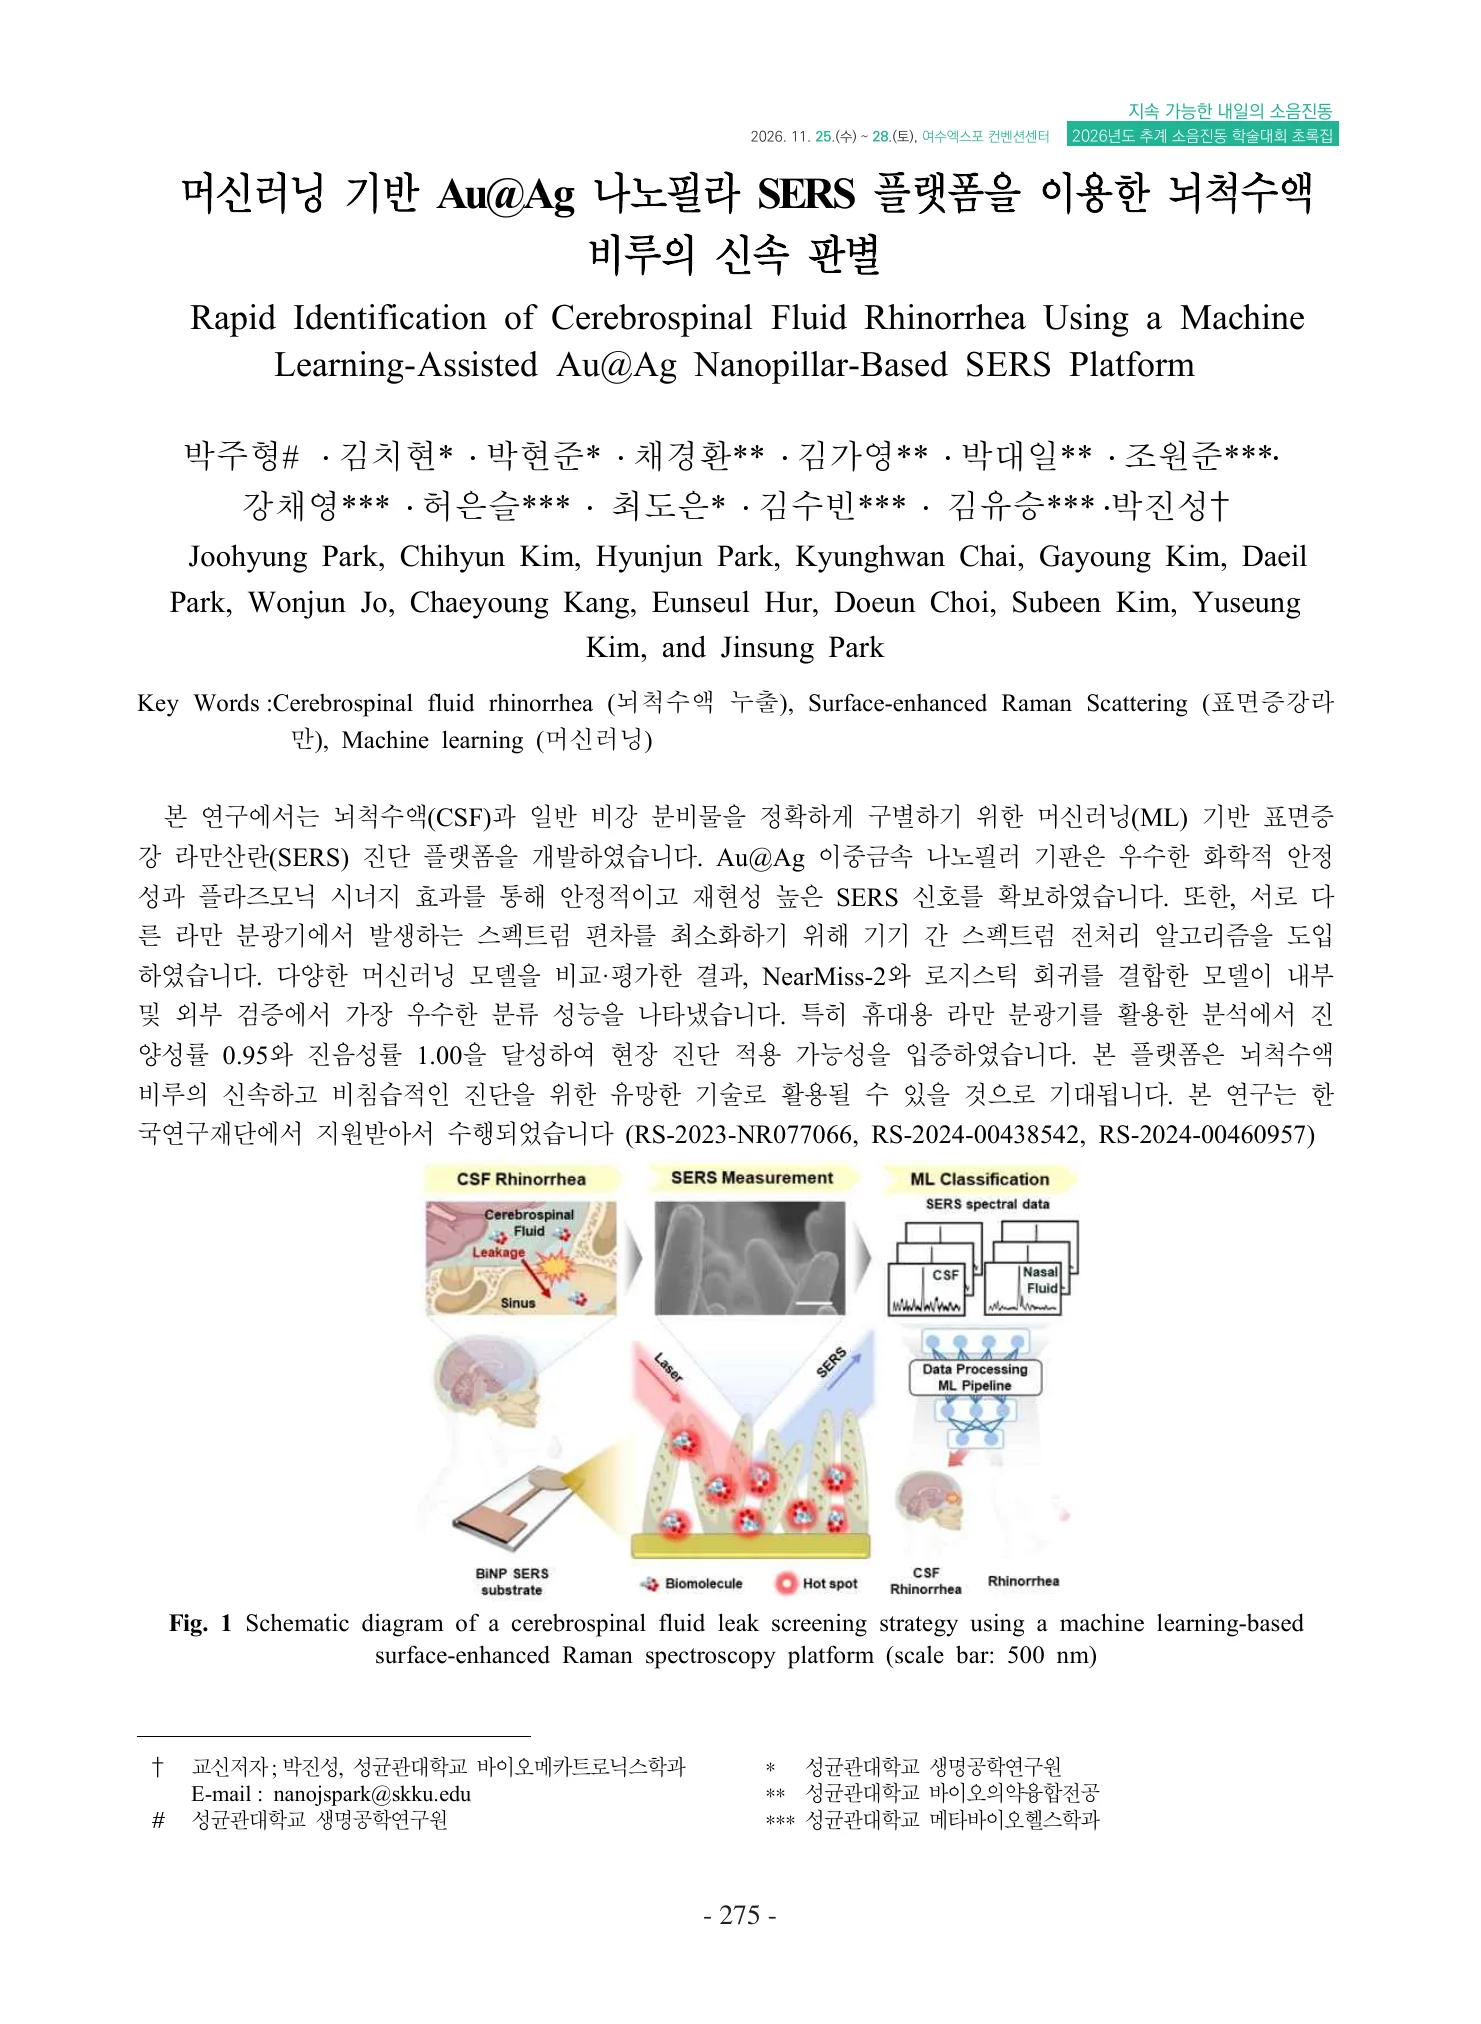 지속 가능한 내일의 소음진동
2026. 11. 25.(수) ~ 28.(토), 여수엑스포 컨벤션센터 2026년도 추계 소음진동 학술대회 초록집
머신러닝 기반 Au@Ag 나노필라 SERS 플랫폼을 이용한 뇌척수액
비루의 신속 판별
Rapid Identification of Cerebrospinal Fluid Rhinorrhea Using a Machine
Learning-Assisted Au@Ag Nanopillar-Based SERS Platform
박주형# · 김치현* · 박현준* · 채경환** · 김가영** · 박대일** · 조원준***·
강채영*** · 허은슬*** · 최도은* · 김수빈*** · 김유승*** ·박진성†
Joohyung Park, Chihyun Kim, Hyunjun Park, Kyunghwan Chai, Gayoung Kim, Daeil
Park, Wonjun Jo, Chaeyoung Kang, Eunseul Hur, Doeun Choi, Subeen Kim, Yuseung
Kim, and Jinsung Park
Key Words :Cerebrospinal fluid rhinorrhea (뇌척수액 누출), Surface-enhanced Raman Scattering (표면증강라
만), Machine learning (머신러닝)
본 연구에서는 뇌척수액(CSF)과 일반 비강 분비물을 정확하게 구별하기 위한 머신러닝(ML) 기반 표면증
강 라만산란(SERS) 진단 플랫폼을 개발하였습니다. Au@Ag 이중금속 나노필러 기판은 우수한 화학적 안정
성과 플라즈모닉 시너지 효과를 통해 안정적이고 재현성 높은 SERS 신호를 확보하였습니다. 또한, 서로 다
른 라만 분광기에서 발생하는 스펙트럼 편차를 최소화하기 위해 기기 간 스펙트럼 전처리 알고리즘을 도입
하였습니다. 다양한 머신러닝 모델을 비교·평가한 결과, NearMiss-2와 로지스틱 회귀를 결합한 모델이 내부
및 외부 검증에서 가장 우수한 분류 성능을 나타냈습니다. 특히 휴대용 라만 분광기를 활용한 분석에서 진
양성률 0.95와 진음성률 1.00을 달성하여 현장 진단 적용 가능성을 입증하였습니다. 본 플랫폼은 뇌척수액
비루의 신속하고 비침습적인 진단을 위한 유망한 기술로 활용될 수 있을 것으로 기대됩니다. 본 연구는 한
국연구재단에서 지원받아서 수행되었습니다 (RS-2023-NR077066, RS-2024-00438542, RS-2024-00460957)
CSF Rhinorrhea
Cerebrospinal
Fluid
Leakage
Sinus
BiNP SERS
substrate
SERS Measurement
Laser
SERS
Biomolecule
Hot spot
ML Classification
SERS spectral data
CSF
Nasal
Fluid
Data Processing
ML Pipeline
CSF
Rhinorrhea
Rhinorrhea
Fig. 1 Schematic diagram of a cerebrospinal fluid leak screening strategy using a machine learning-based
surface-enhanced Raman spectroscopy platform (scale bar: 500 nm)
† 교신저자; 박진성, 성균관대학교 바이오메카트로닉스학과
E-mail : nanojspark@skku.edu
# 성균관대학교 생명공학연구원
* 성균관대학교 생명공학연구원
** 성균관대학교 바이오의약융합전공
*** 성균관대학교 메타바이오헬스학과
- 275 -